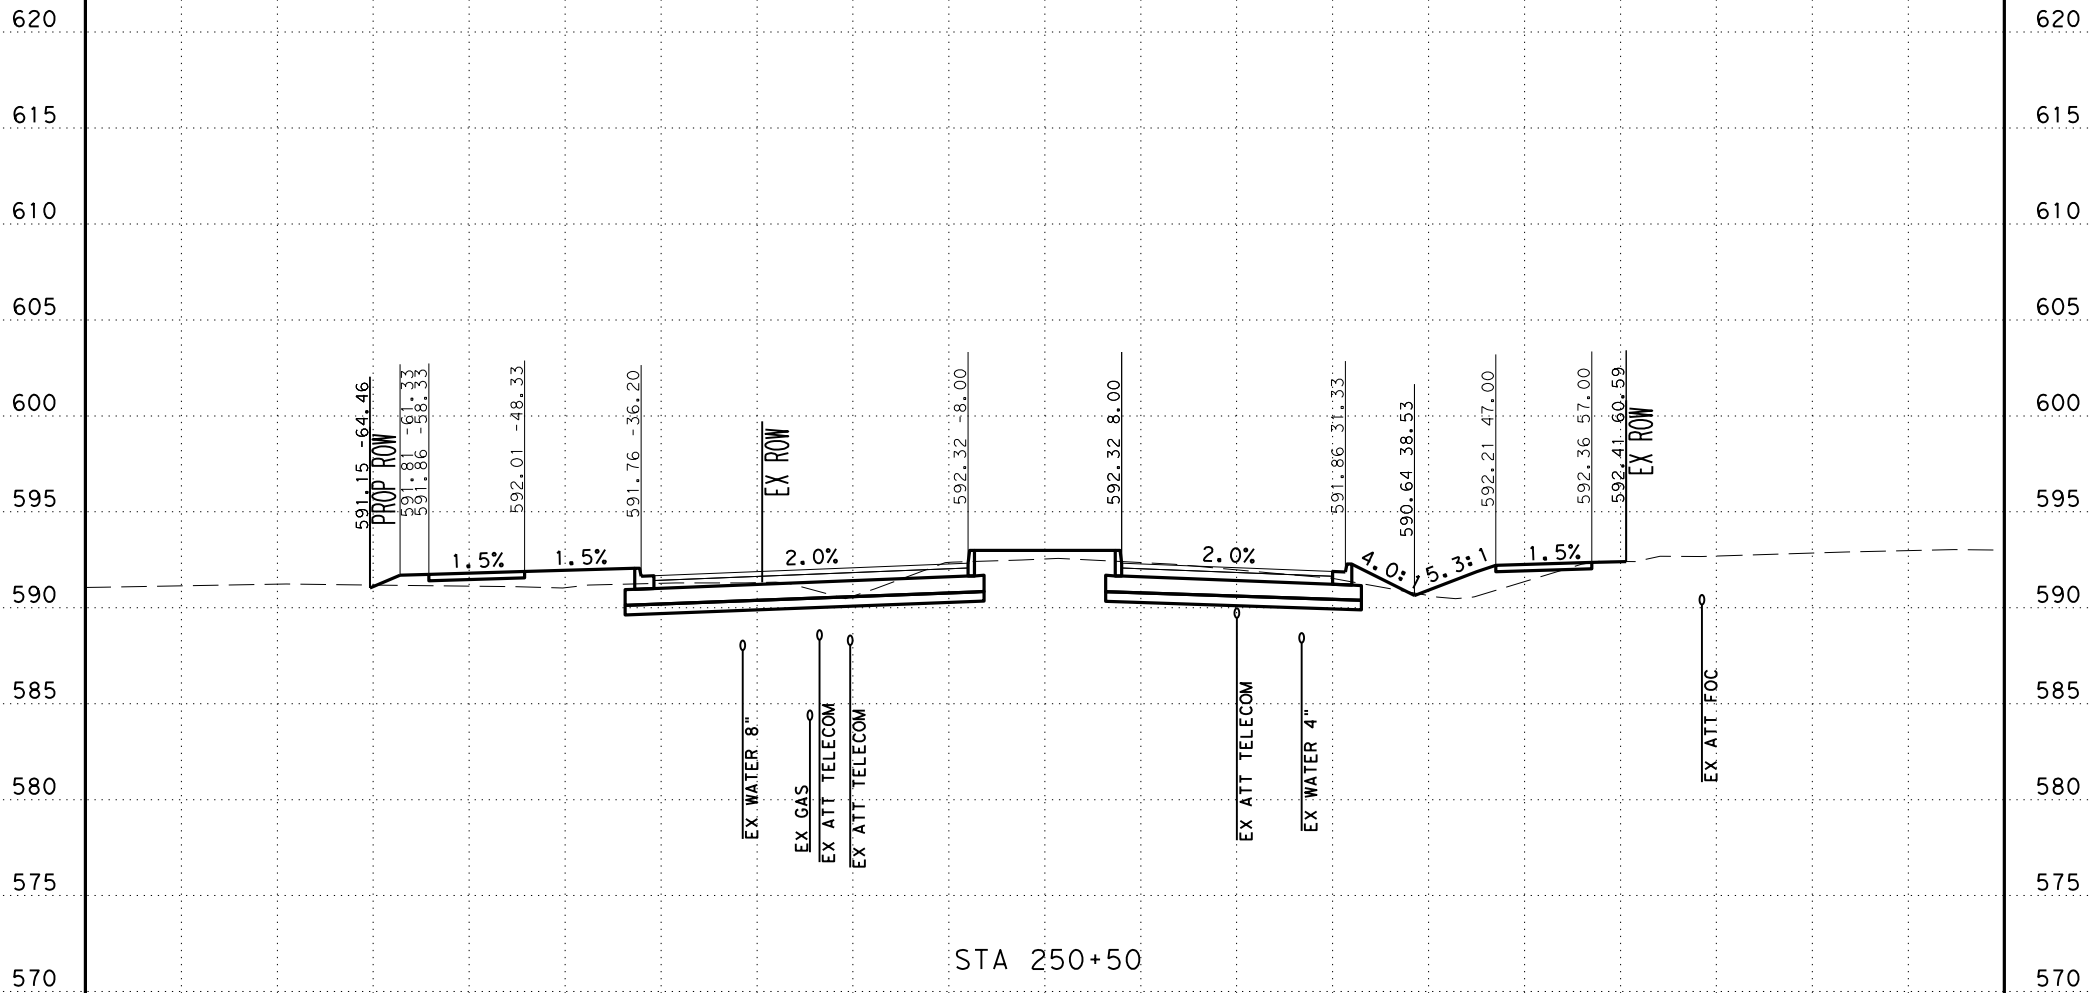 620 620
615 615
610 610
605 605
600 600
595 595
590 590
585 585
580 580
575 575
570 570
591.15 -64.46
PROP ROW
591.81 -61.33
591.86 -58.33
592.01 -48.33
591.76 -36.20
EX ROW
592.32 -8.00
592.32 8.00
591.86 31.33
590.64 38.53
592.21 47.00
592.36 57.00
592.41 60.59
EX ROW
1.5%
1.5%
2.0%
2.0%
4.0:1
5.3:1
1.5%
EX WATER 8"
EX GAS
EX ATT TELECOM
EX ATT TELECOM
EX ATT TELECOM
EX WATER 4"
EX ATT FOC
STA 250+50